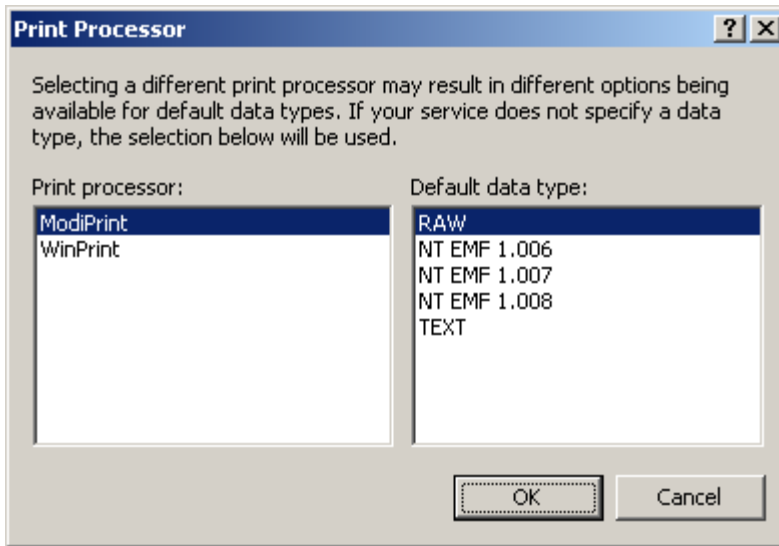 Print Processor
Selecting a different print processor may result in different options being
available for default data types. If your service does not specify a data
type, the selection below will be used.
Print processor:
Default data type:
ModiPrint
WinPrint
RAW
NT EMF 1.006
NT EMF 1.007
NT EMF 1.008
TEXT
OK
Cancel